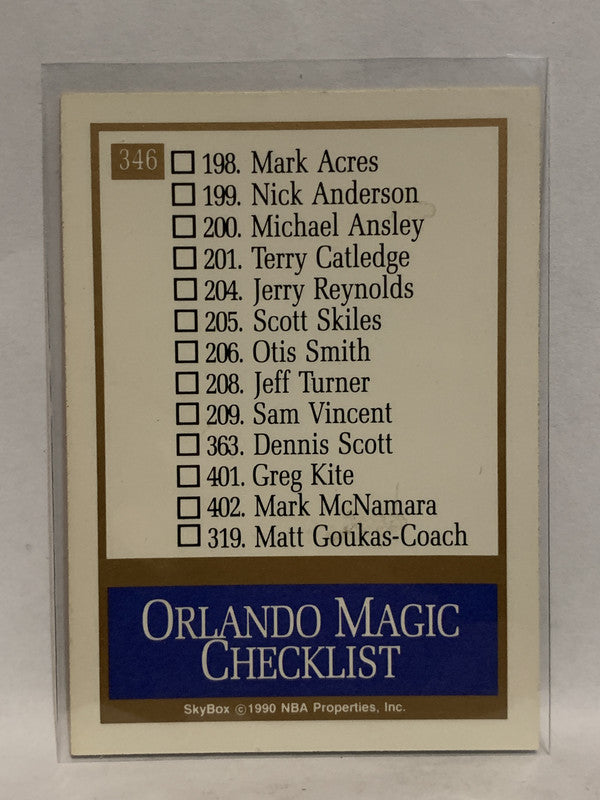 346
198. Mark Acres
199. Nick Anderson
200. Michael Ansley
201. Terry Catledge
204. Jerry Reynolds
205. Scott Skiles
206. Otis Smith
208. Jeff Turner
209. Sam Vincent
363. Dennis Scott
401. Greg Kite
402. Mark McNamara
319. Matt Goukas-Coach
ORLANDO MAGIC
CHECKLIST
SkyBox ©1990 NBA Properties, Inc.